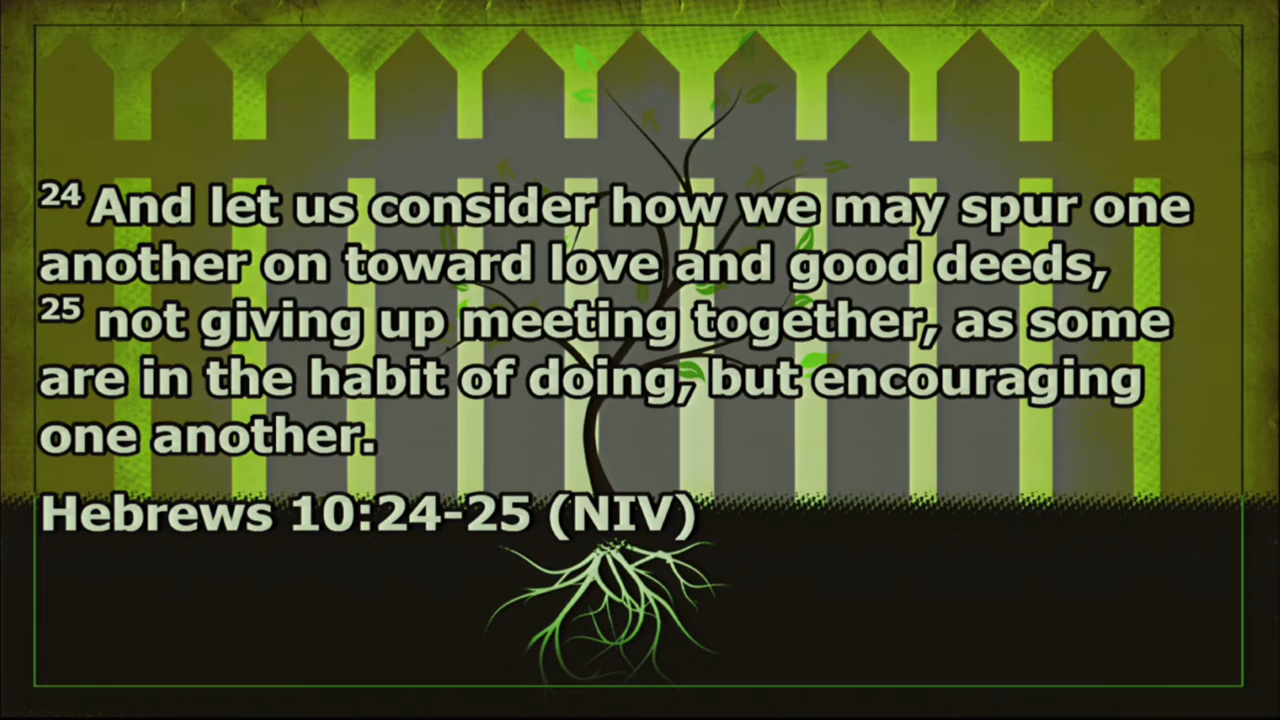 24 And let us consider how we may spur one
another on toward love and good deeds,
25 not giving up meeting together, as some
are in the habit of doing, but encouraging
one another.
Hebrews 10:24-25 (NIV)